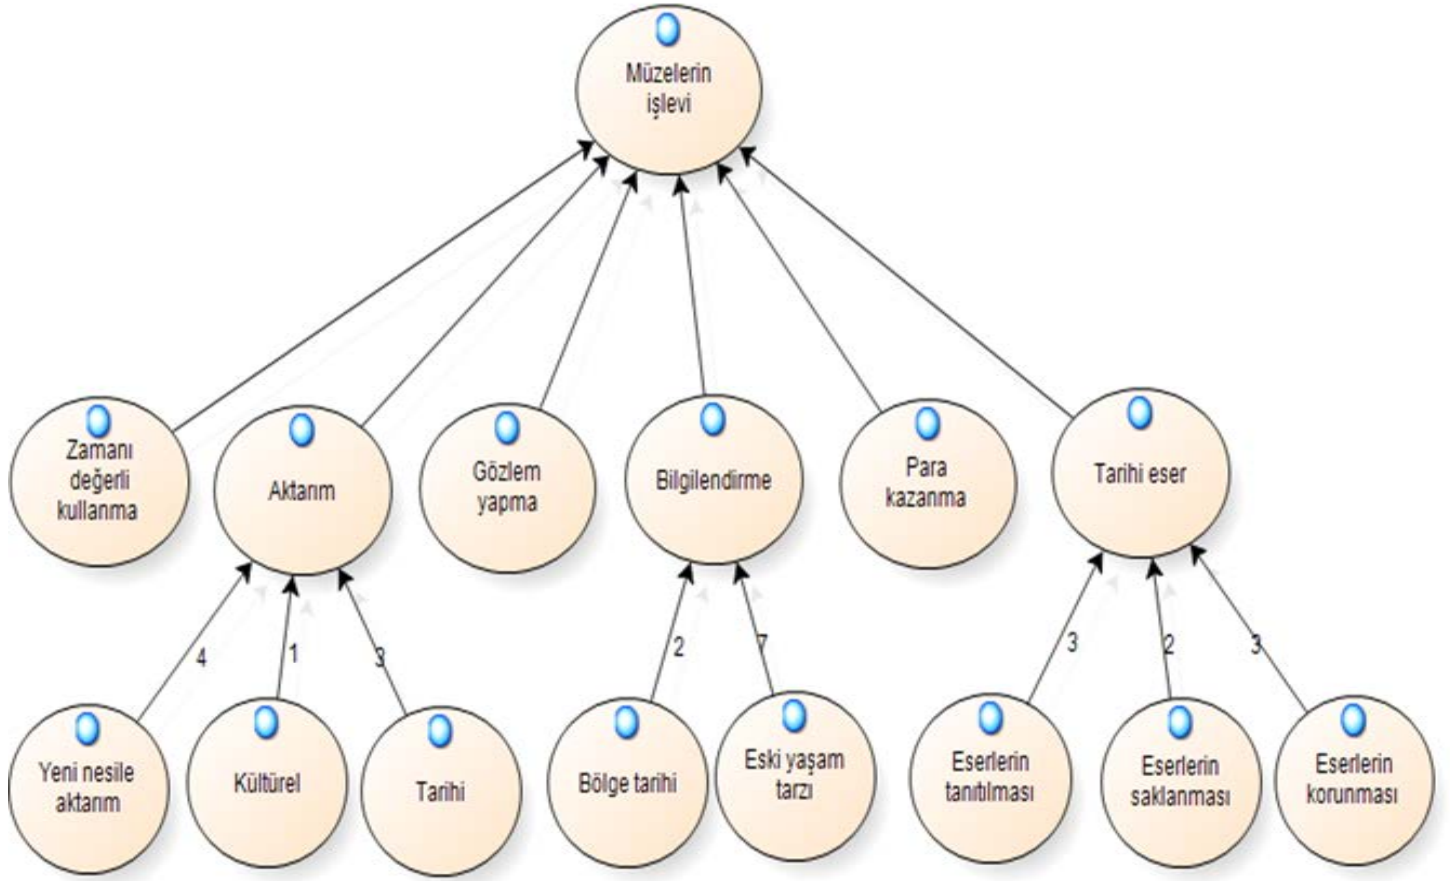 Müzelerin
işlevi
Zamanı
değerli
kullanma
Aktarım
Gözlem
yapma
Bilgilendirme
Para
kazanma
Tarihi eser
4
1
3
2
7
3
2
3
Yeni nesile
aktarım
Kültürel
Tarihi
Bölge tarihi
Eski yaşam
tarzı
Eserlerin
tanıtılması
Eserlerin
saklanması
Eserlerin
korunması